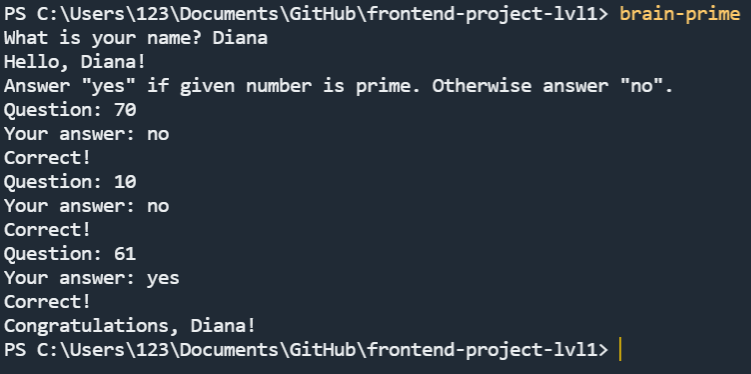 PS C:\Users\123\Documents\GitHub\frontend-project-lvl1> brain-prime
What is your name? Diana
Hello, Diana!
Answer "yes" if given number is prime. Otherwise answer "no".
Question: 70
Your answer: no
Correct!
Question: 10
Your answer: no
Correct!
Question: 61
Your answer: yes
Correct!
Congratulations, Diana!
PS C:\Users\123\Documents\GitHub\frontend-project-lvl1>